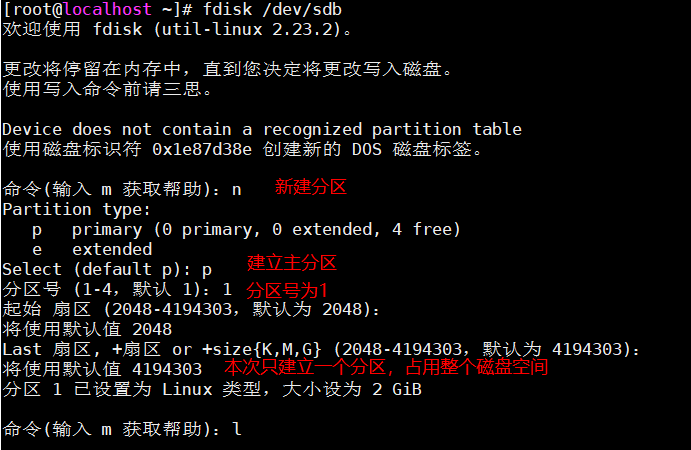 [root@localhost ~]# fdisk /dev/sdb
欢迎使用 fdisk (util-linux 2.23.2)。
更改将停留在内存中，直到您决定将更改写入磁盘。
使用写入命令前请三思。
Device does not contain a recognized partition table
使用磁盘标识符 0x1e87d38e 创建新的 DOS 磁盘标签。
命令(输入 m 获取帮助)：n 新建分区
Partition type:
p primary (0 primary, 0 extended, 4 free)
e extended
Select (default p): p 建立主分区
分区号 (1-4，默认 1)：1 分区号为1
起始 扇区 (2048-4194303，默认为 2048)：
将使用默认值 2048
Last 扇区, +扇区 or +size{K,M,G} (2048-4194303，默认为 4194303)：
将使用默认值 4194303 本次只建立一个分区，占用整个磁盘空间
分区 1 已设置为 Linux 类型，大小设为 2 GiB
命令(输入 m 获取帮助)：l